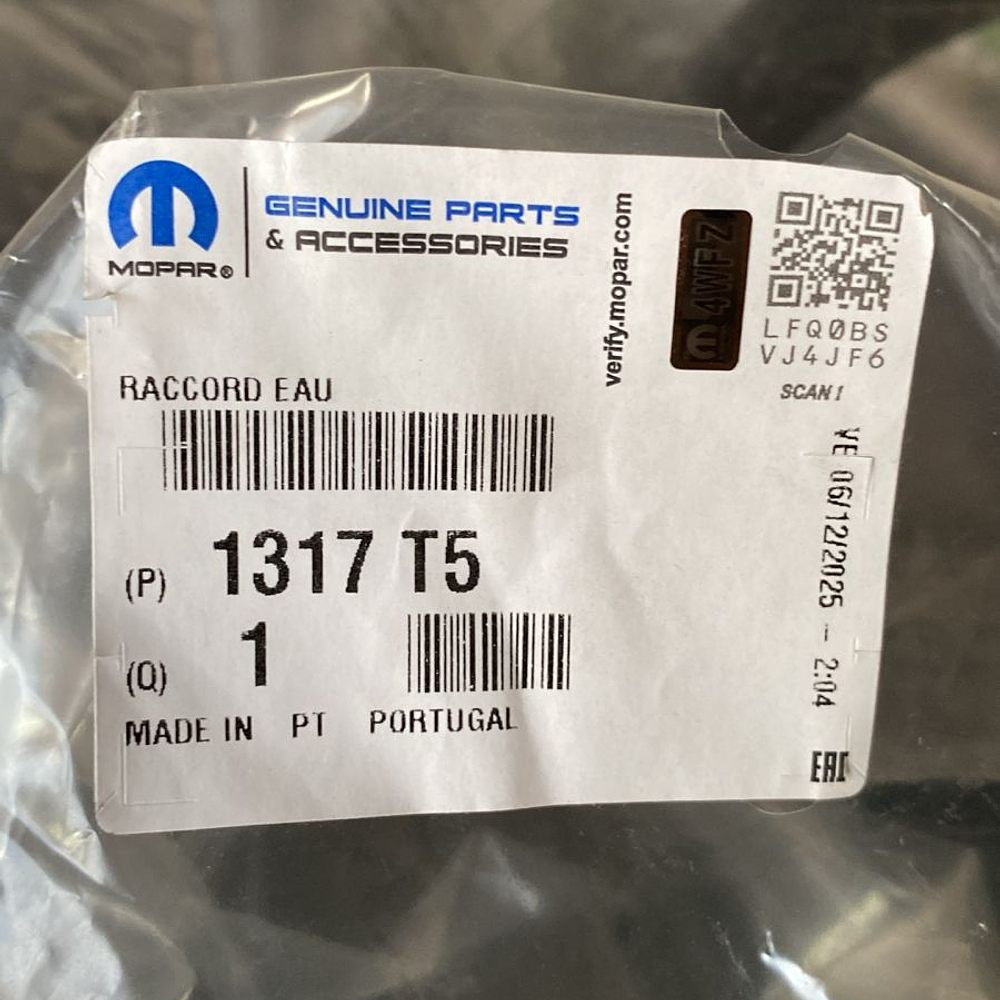 MOPAR®
GENUINE PARTS
& ACCESSORIES
verify.mopar.com
4WFZ
LFQ0BS
VJ4JF6
SCAN!
RACCORD EAU
(P) 1317 T5
(Q) 1
MADE IN PT PORTUGAL
VE 06/12/2025 - 2:04
EAC